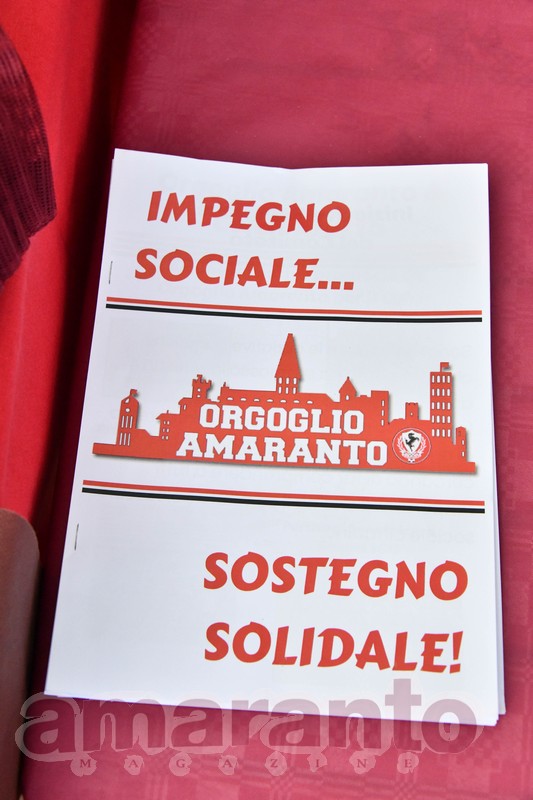 IMPEGNO
SOCIALE...
ORGOGLIO
AMARANTO
SOSTEGNO
SOLIDALE!
amaranto
MAGAZINE